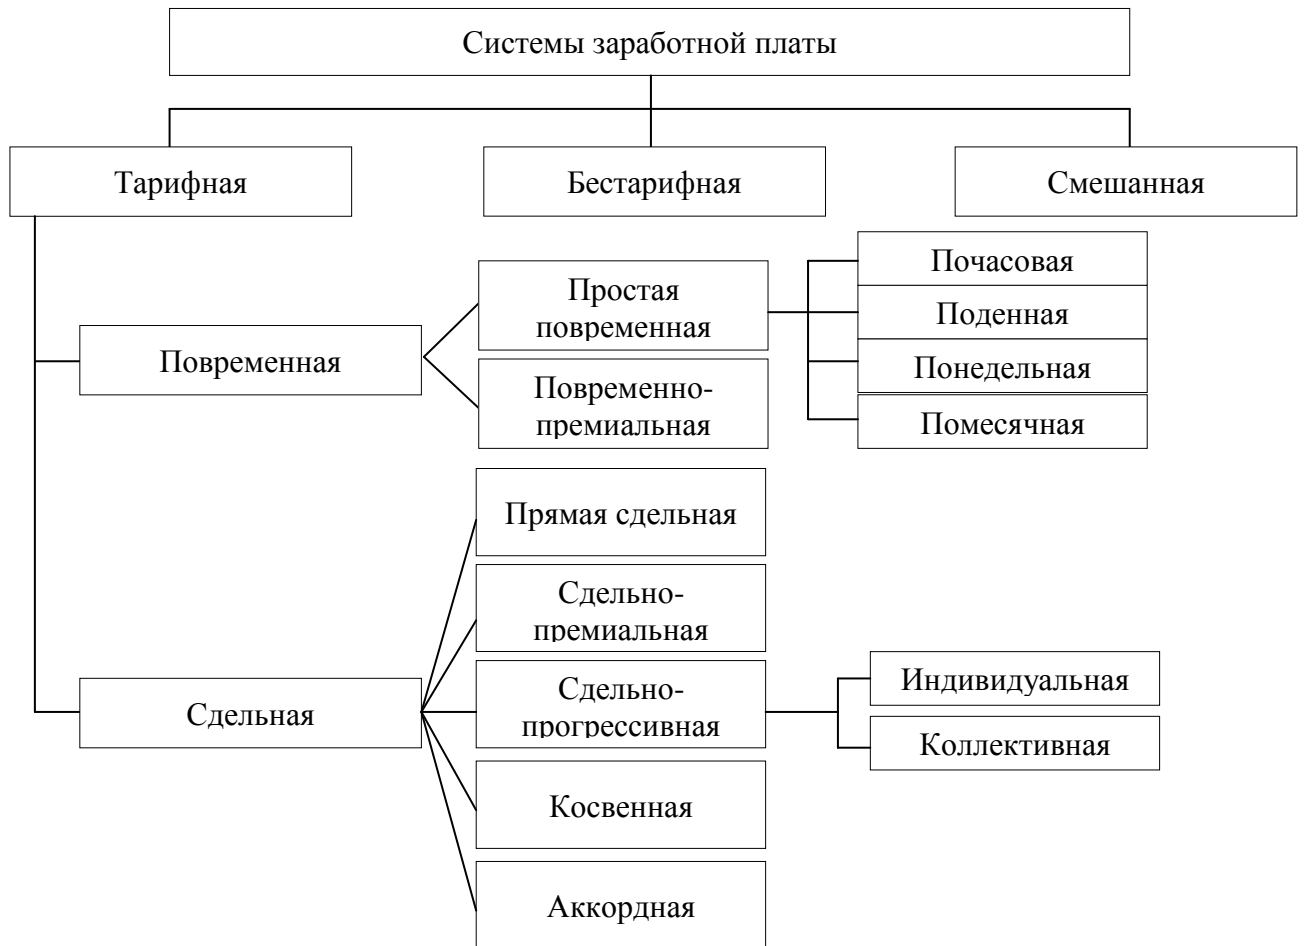 Системы заработной платы
Тарифная
Бестарифная
Смешанная
Повременная
Простая
повременная
Повременно-
премиальная
Почасовая
Поденная
Понедельная
Помесячная
Сдельная
Прямая сдельная
Сдельно-
премиальная
Сдельно-
прогрессивная
Косвенная
Аккордная
Индивидуальная
Коллективная